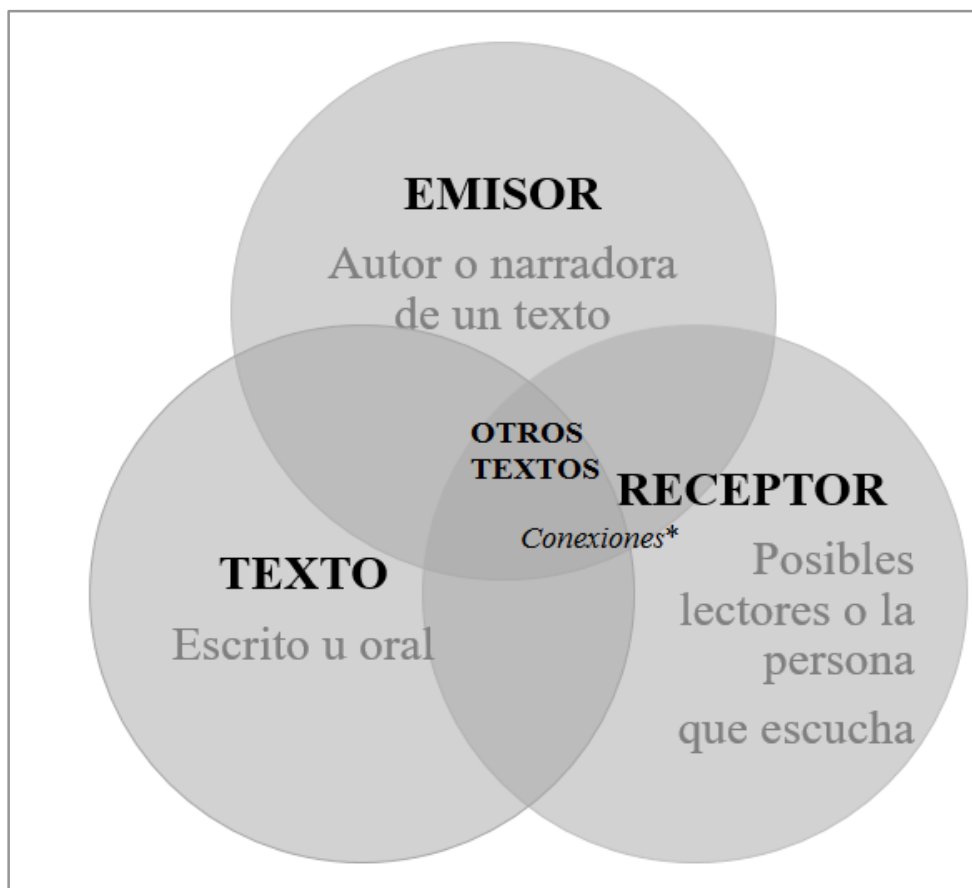 EMISOR
Autor o narradora
de un texto
OTROS
TEXTOS
Conexiones*
TEXTO
Escrito u oral
RECEPTOR
Posibles
lectores o la
persona
que escucha